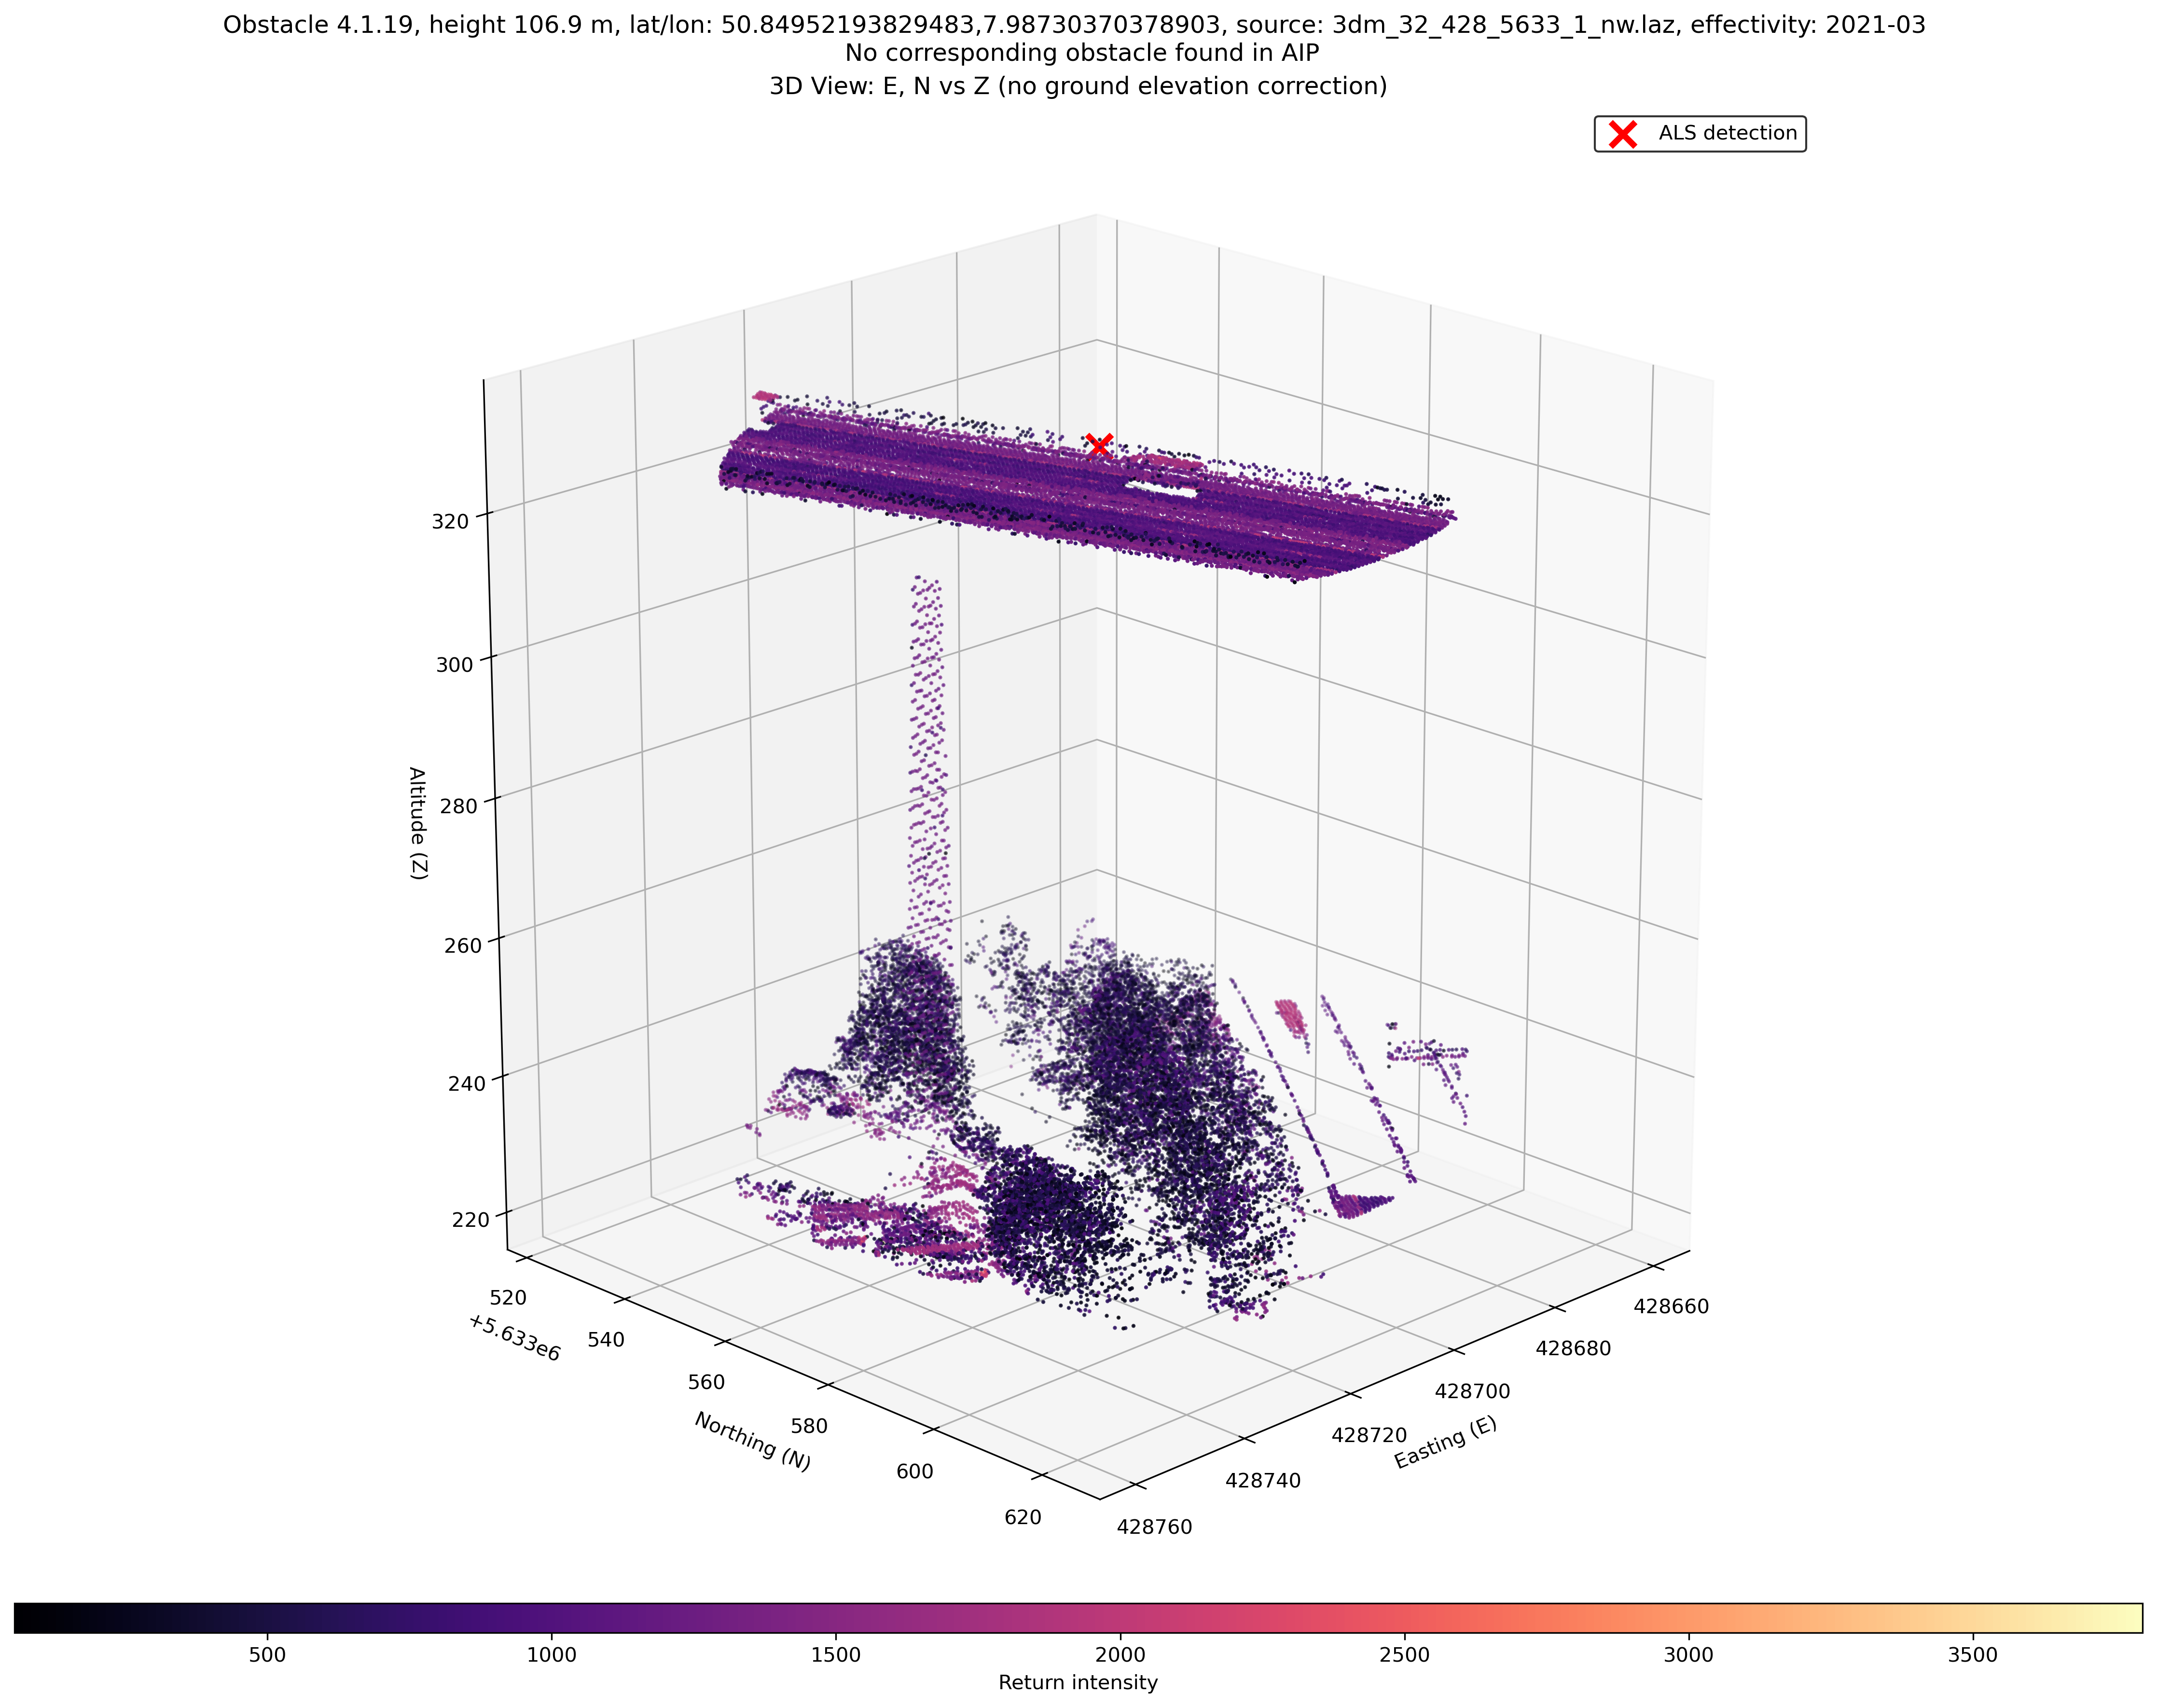 Obstacle 4.1.19, height 106.9 m, lat/lon: 50.84952193829483,7.98730370378903, source: 3dm_32_428_5633_1_nw.laz, effectivity: 2021-03
No corresponding obstacle found in AIP
3D View: E, N vs Z (no ground elevation correction)
ALS detection
320
300
280
260
240
220
Altitude (Z)
520
540
560
580
600
620
+5.633e6
Northing (N)
428660
428680
428700
428720
428740
428760
Easting (E)
500 1000 1500 2000 2500 3000 3500
Return intensity